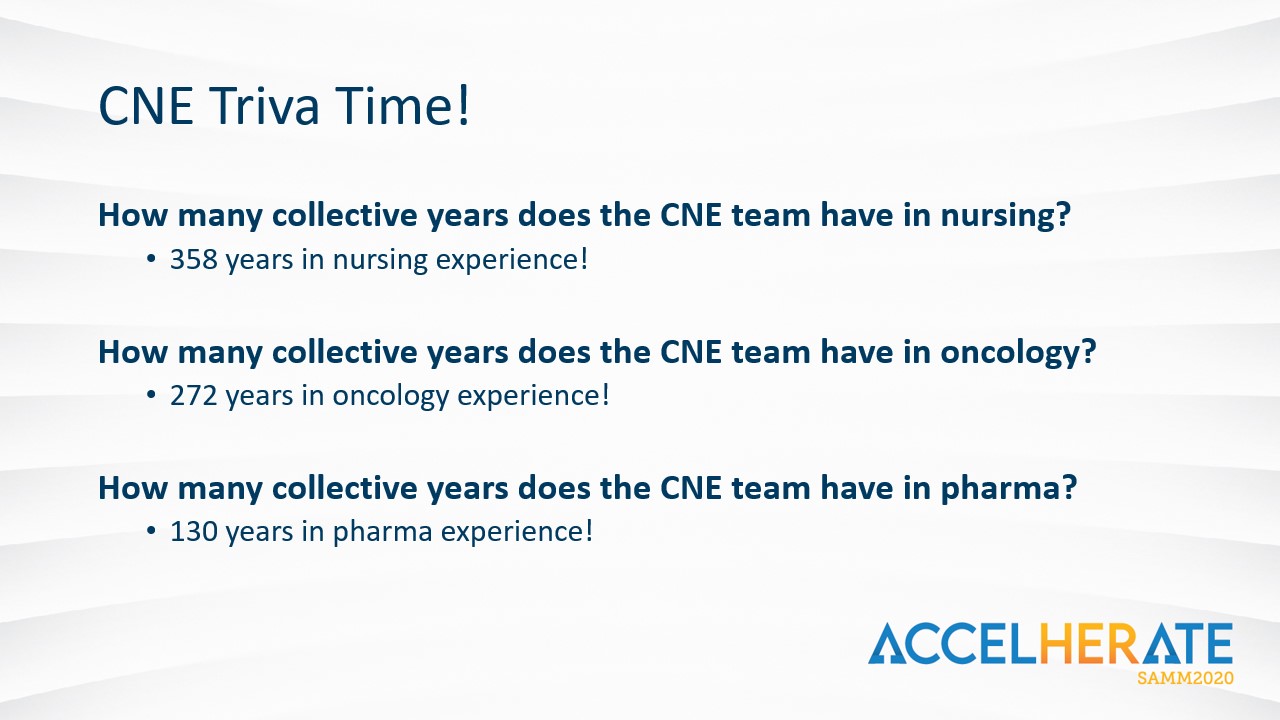 CNE Triva Time!
How many collective years does the CNE team have in nursing?
• 358 years in nursing experience!
How many collective years does the CNE team have in oncology?
• 272 years in oncology experience!
How many collective years does the CNE team have in pharma?
• 130 years in pharma experience!
ACCELHERATE
SAMM2020